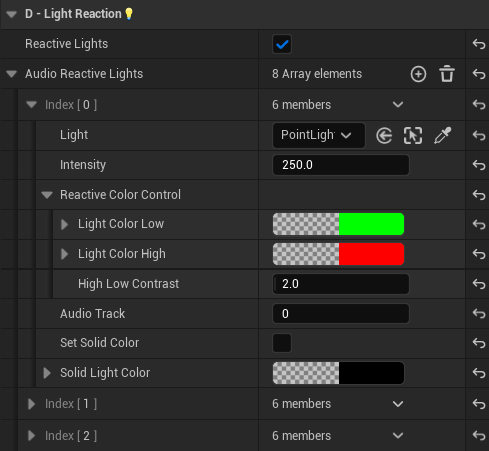 D - Light Reaction💡
Reactive Lights
Audio Reactive Lights 8 Array elements
Index [ 0 ] 6 members
Light PointLigh
Intensity 250.0
Reactive Color Control
Light Color Low
Light Color High
High Low Contrast 2.0
Audio Track 0
Set Solid Color
Solid Light Color
Index [ 1 ] 6 members
Index [ 2 ] 6 members